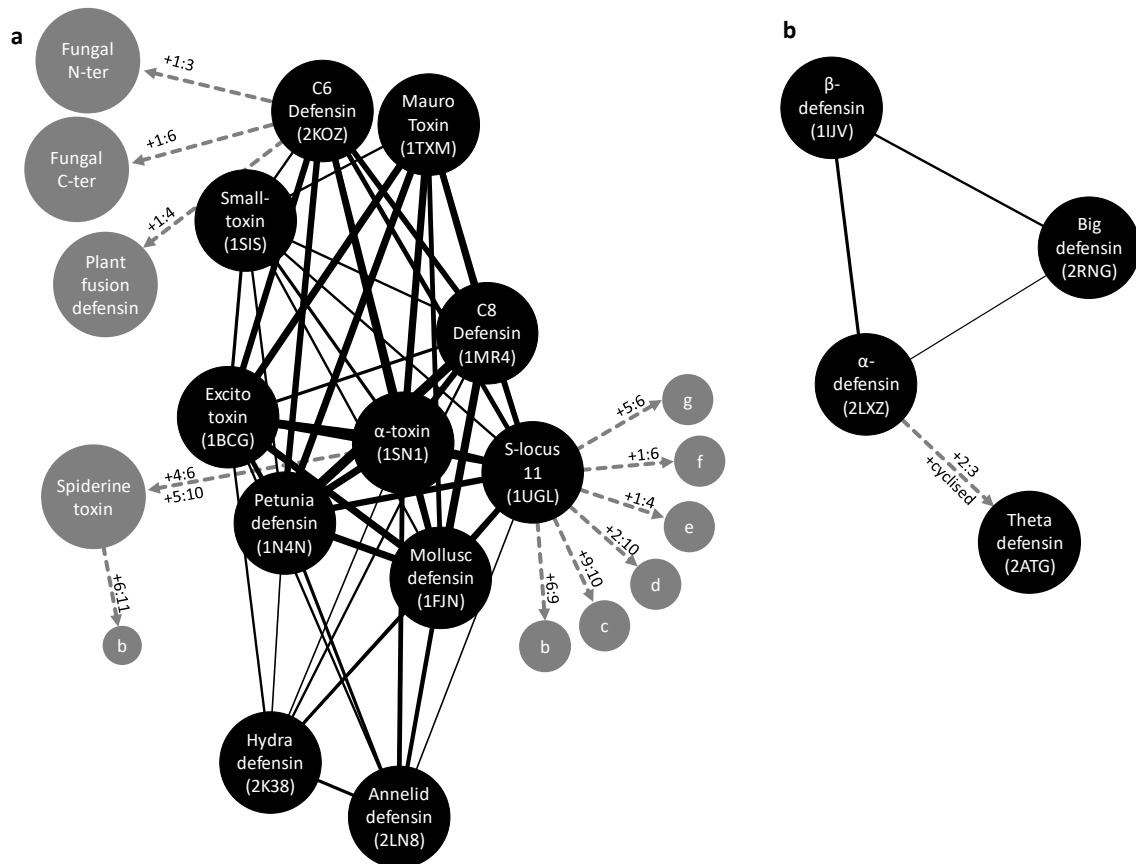 a
Fungal
N-ter
+1:3
C6
Defensin
(2KOZ)
Mauro
Toxin
(1TXM)
Fungal
C-ter
+1:6
Small-
toxin
(1SIS)
+1:4
Plant
fusion
defensin
C8
Defensin
(1MR4)
Excito
toxin
(1BCG)
α-toxin
(1SN1)
S-locus
11
(1UGL)
+5:6
g
+1:6
f
+1:4
e
+2:10
d
+9:10
c
+6:9
b
Spiderine
toxin
+4:6
+5:10
+6:11
b
Petunia
defensin
(1N4N)
Mollusc
defensin
(1FJN)
Hydra
defensin
(2K38)
Annelid
defensin
(2LN8)
b
β-
defensin
(1IJV)
Big
defensin
(2RNG)
α-
defensin
(2LXZ)
+2:3
+cyclised
Theta
defensin
(2ATG)